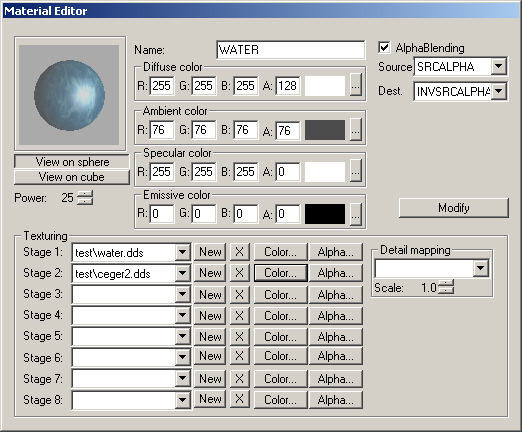 Material Editor
Name: WATER
AlphaBlending
Diffuse color
R: 255 G: 255 B: 255 A: 128 ...
Source SRCALPHA
Dest. INVSRCALPHA
Ambient color
R: 76 G: 76 B: 76 A: 76 ...
View on sphere
View on cube
Specular color
R: 255 G: 255 B: 255 A: 0 ...
Power: 25
Emissive color
R: 0 G: 0 B: 0 A: 0 ...
Modify
Texturing
Stage 1: test\water.dds New X Color... Alpha...
Stage 2: test\ceger2.dds New X Color... Alpha...
Stage 3: New X Color... Alpha...
Stage 4: New X Color... Alpha...
Stage 5: New X Color... Alpha...
Stage 6: New X Color... Alpha...
Stage 7: New X Color... Alpha...
Stage 8: New X Color... Alpha...
Detail mapping
Scale: 1.0